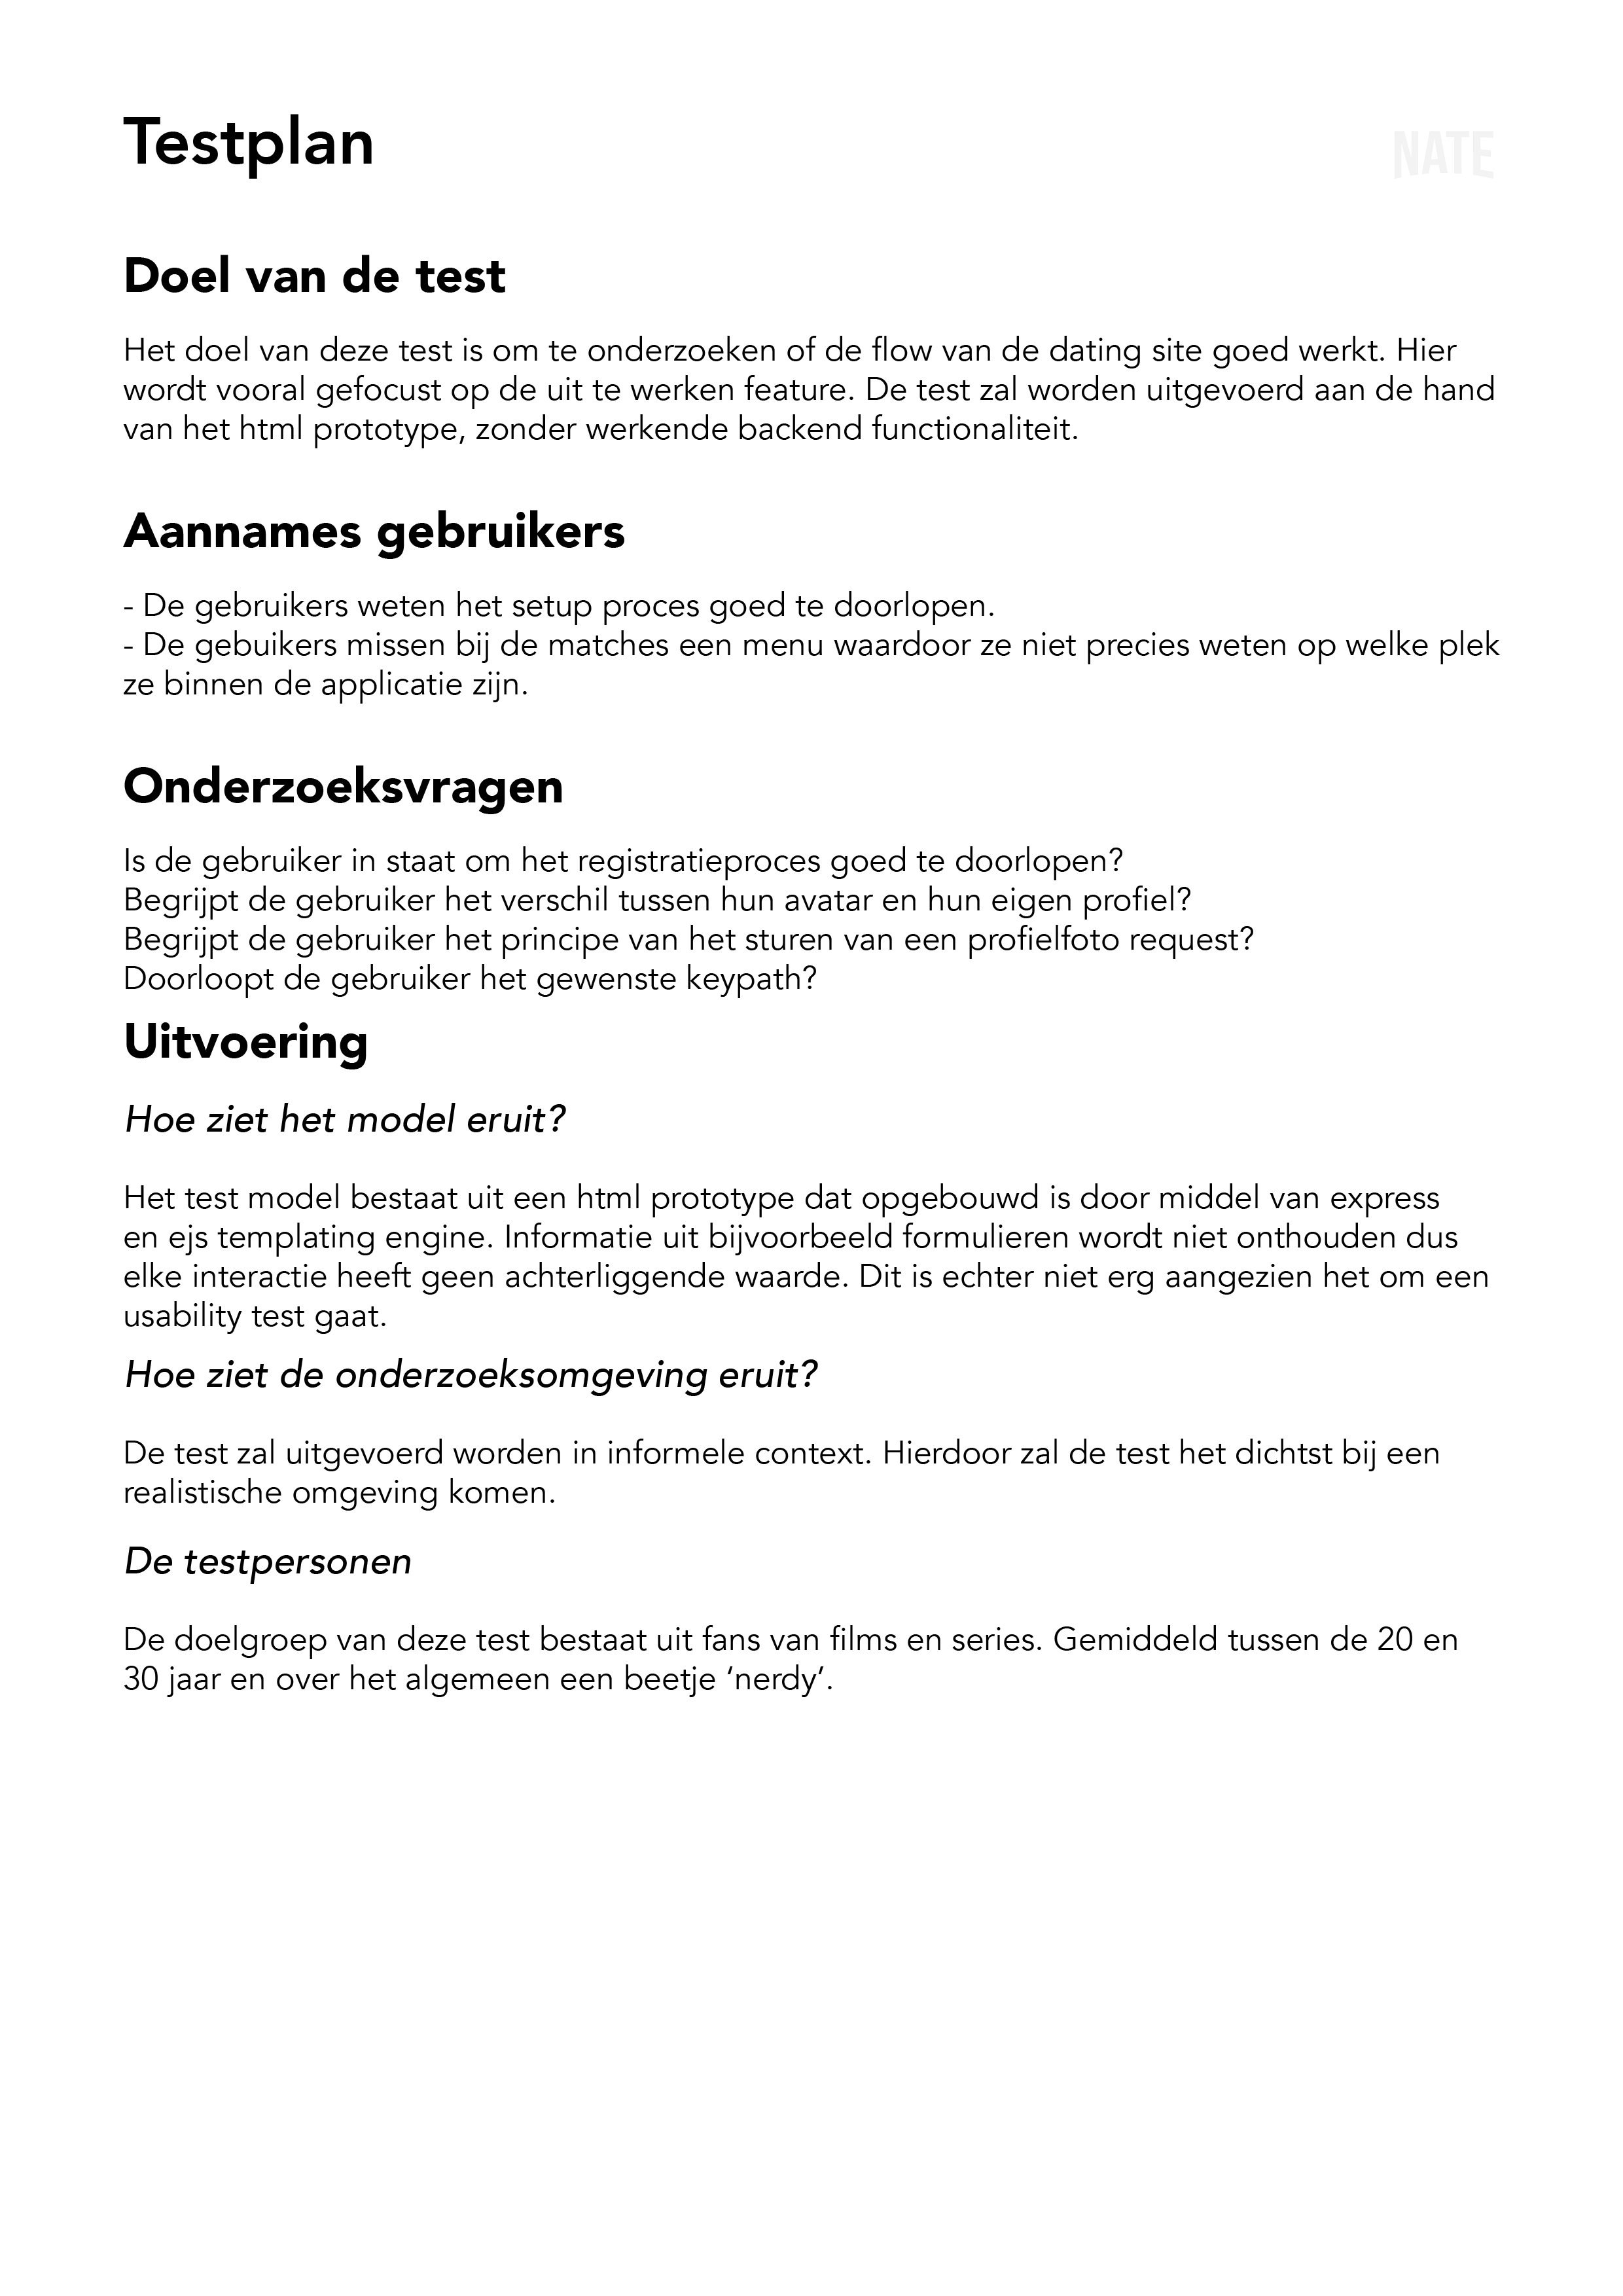 Testplan
NATE
Doel van de test
Het doel van deze test is om te onderzoeken of de flow van de dating site goed werkt. Hier
wordt vooral gefocust op de uit te werken feature. De test zal worden uitgevoerd aan de hand
van het html prototype, zonder werkende backend functionaliteit.
Aannames gebruikers
- De gebruikers weten het setup proces goed te doorlopen.
- De gebuikers missen bij de matches een menu waardoor ze niet precies weten op welke plek
ze binnen de applicatie zijn.
Onderzoeksvragen
Is de gebruiker in staat om het registratieproces goed te doorlopen?
Begrijpt de gebruiker het verschil tussen hun avatar en hun eigen profiel?
Begrijpt de gebruiker het principe van het sturen van een profielfoto request?
Doorloopt de gebruiker het gewenste keypath?
Uitvoering
Hoe ziet het model eruit?
Het test model bestaat uit een html prototype dat opgebouwd is door middel van express
en ejs templating engine. Informatie uit bijvoorbeeld formulieren wordt niet onthouden dus
elke interactie heeft geen achterliggende waarde. Dit is echter niet erg aangezien het om een
usability test gaat.
Hoe ziet de onderzoeksomgeving eruit?
De test zal uitgevoerd worden in informele context. Hierdoor zal de test het dichtst bij een
realistische omgeving komen.
De testpersonen
De doelgroep van deze test bestaat uit fans van films en series. Gemiddeld tussen de 20 en
30 jaar en over het algemeen een beetje ‘nerdy’.